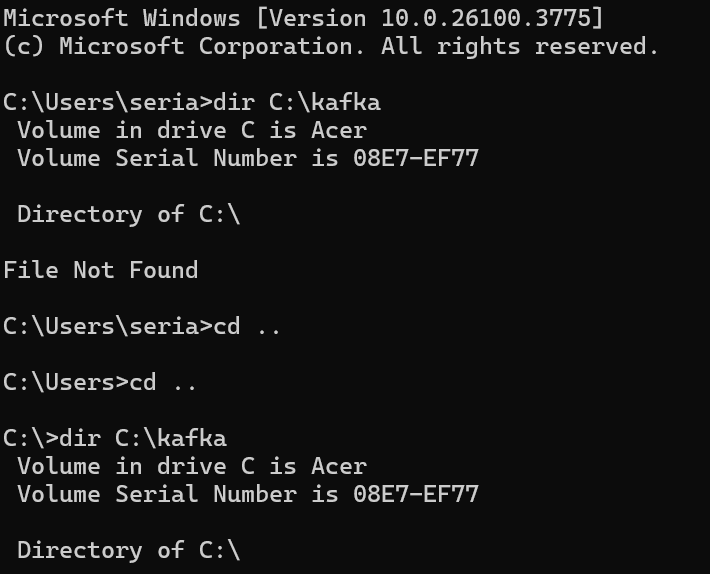 Microsoft Windows [Version 10.0.26100.3775]
(c) Microsoft Corporation. All rights reserved.
C:\Users\seria>dir C:\kafka
Volume in drive C is Acer
Volume Serial Number is 08E7-EF77
Directory of C:\
File Not Found
C:\Users\seria>cd ..
C:\Users>cd ..
C:\>dir C:\kafka
Volume in drive C is Acer
Volume Serial Number is 08E7-EF77
Directory of C:\